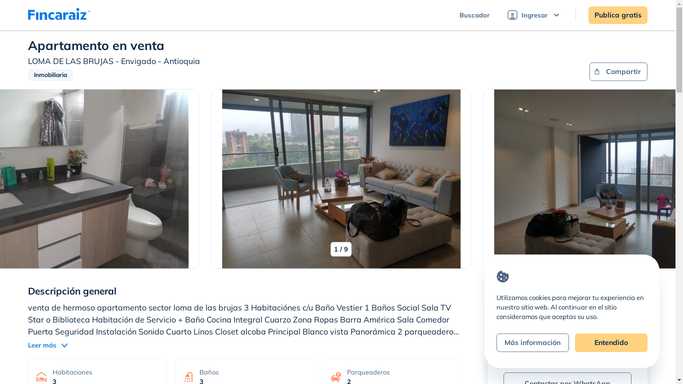 Fincaraiz
Buscador
Ingresar
Publica gratis
Apartamento en venta
LOMA DE LAS BRUJAS - Envigado - Antioquia
Inmobiliaria
Compartir
1 / 9
Descripción general
venta de hermoso apartamento sector loma de las brujas 3 Habitaciónes c/u Baño Vestier 1 Baños Social Sala TV
Star o Biblioteca Habitación de Servicio + Baño Cocina Integral Cuarzo Zona Ropas Barra América Sala Comedor
Puerta Seguridad Instalación Sonido Cuarto Linos Closet alcoba Principal Blanco vista Panorámica 2 parqueadero...
Leer más
Habitaciones
3
Baños
3
Parqueaderos
2
Utilizamos cookies para mejorar tu experiencia en
nuestro sitio web. Al continuar en el sitio
consideramos que aceptas su uso.
Más información
Entendido
Contactar por WhatsApp